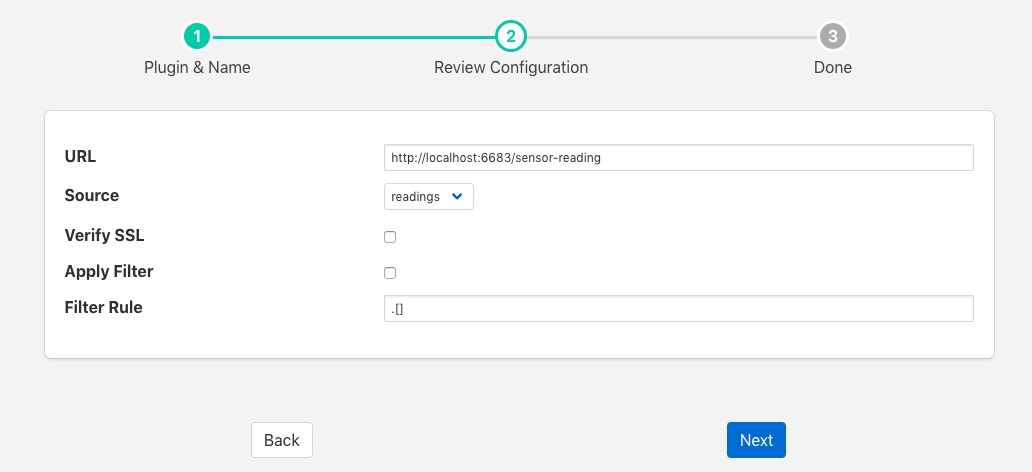 1 2 3
Plugin & Name Review Configuration Done
URL http://localhost:6683/sensor-reading
Source readings
Verify SSL
Apply Filter
Filter Rule .[]
Back Next